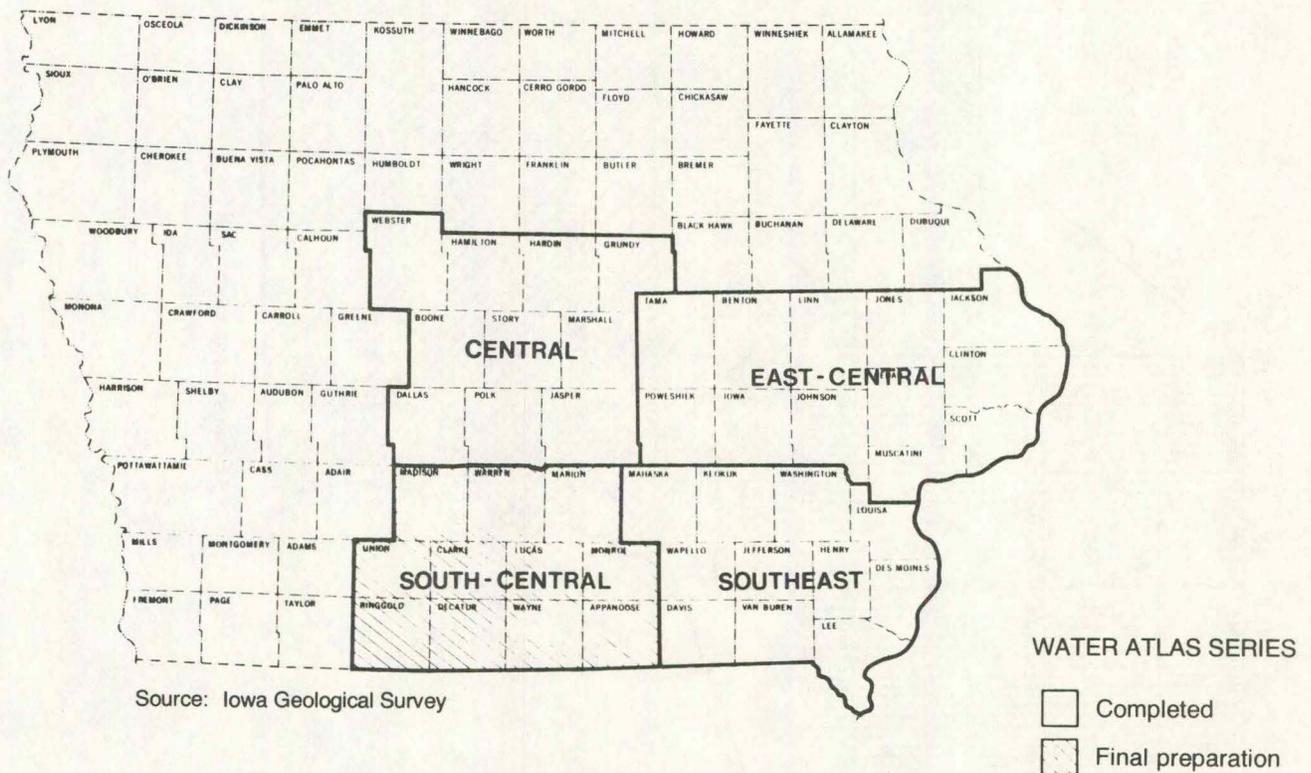 LYON OSCEOLA DICKINSON EMMET KOSSUTH WINNEBAGO WORTH MITCHELL HOWARD WINNESHIEK ALLAMAKEE
SIOUX O'BRIEN CLAY PALO ALTO HANCOCK CERRO GORDO FLOYD CHICKASAW
FAYETTE CLAYTON
PLYMOUTH CHEROKEE BUENA VISTA POCAHONTAS HUMBOLDT WRIGHT FRANKLIN BUTLER BREMER
WEBSTER BLACK HAWK BUCHANAN DELAWARE DUBUQUE
WOODBURY IDA SAC CALHOUN HAMILTON HARDIN GRUNDY
TAMA BENTON LINN JONES JACKSON
MONONA CRAWFORD CARROLL GREENE BOONE STORY MARSHALL
CENTRAL
CLINTON
EAST-CENTRAL
HARRISON SHELBY AUDUBON GUTHRIE DALLAS POLK JASPER POWESHIEK IOWA JOHNSON
SCOTT
MUSCATINE
POTTAWATTAMIE CASS ADAIR MADISON WARREN MARION MAHASKA KEOKUK WASHINGTON
LOUISA
MILLS MONTGOMERY ADAMS UNION CLARKE LUCAS MONROE WAPELLO JEFFERSON HENRY
DES MOINES
SOUTH-CENTRAL SOUTHEAST
FREMONT PAGE TAYLOR RINGGOLD DECATUR WAYNE APPANOOSE DAVIS VAN BUREN
LEE
Source: Iowa Geological Survey
WATER ATLAS SERIES
Completed
Final preparation